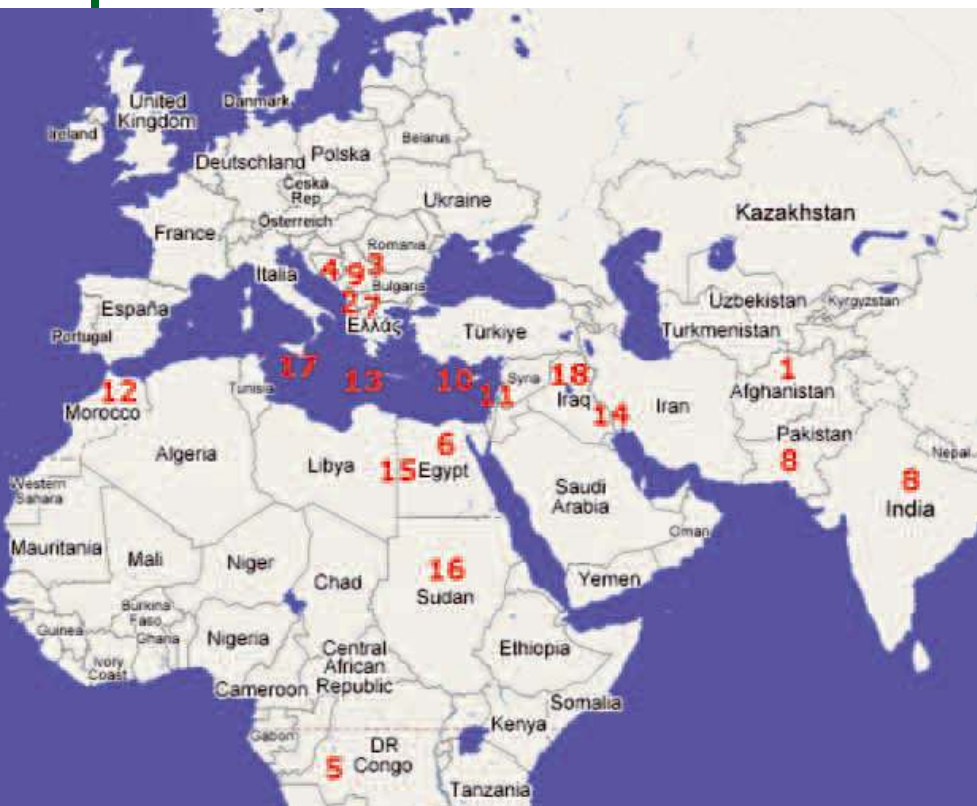 United
Kingdom
Danmark
Ireland
Belarus
Deutschland
Polska
Česká
Rep
Ukraine
Österreich
Kazakhstan
France
Romania
4
9
3
Italia
Bulgaria
2
7
España
Ελλάς
Uzbekistan
Kyrgyzstan
Portugal
Türkiye
Turkmenistan
17
13
10
11
Syria
18
1
Tunisia
12
Morocco
Iraq
14
Iran
Afghanistan
Pakistan
8
Algeria
Libya
15
6
Egypt
Nepal
8
India
Western
Sahara
Saudi
Arabia
Oman
Mauritania
Mali
Niger
Chad
16
Sudan
Yemen
Burkina
Faso
Guinea
Ghana
Nigeria
Ivory
Coast
Central
African
Republic
Ethiopia
Cameroon
Somalia
Kenya
Gabon
5
DR
Congo
Tanzania